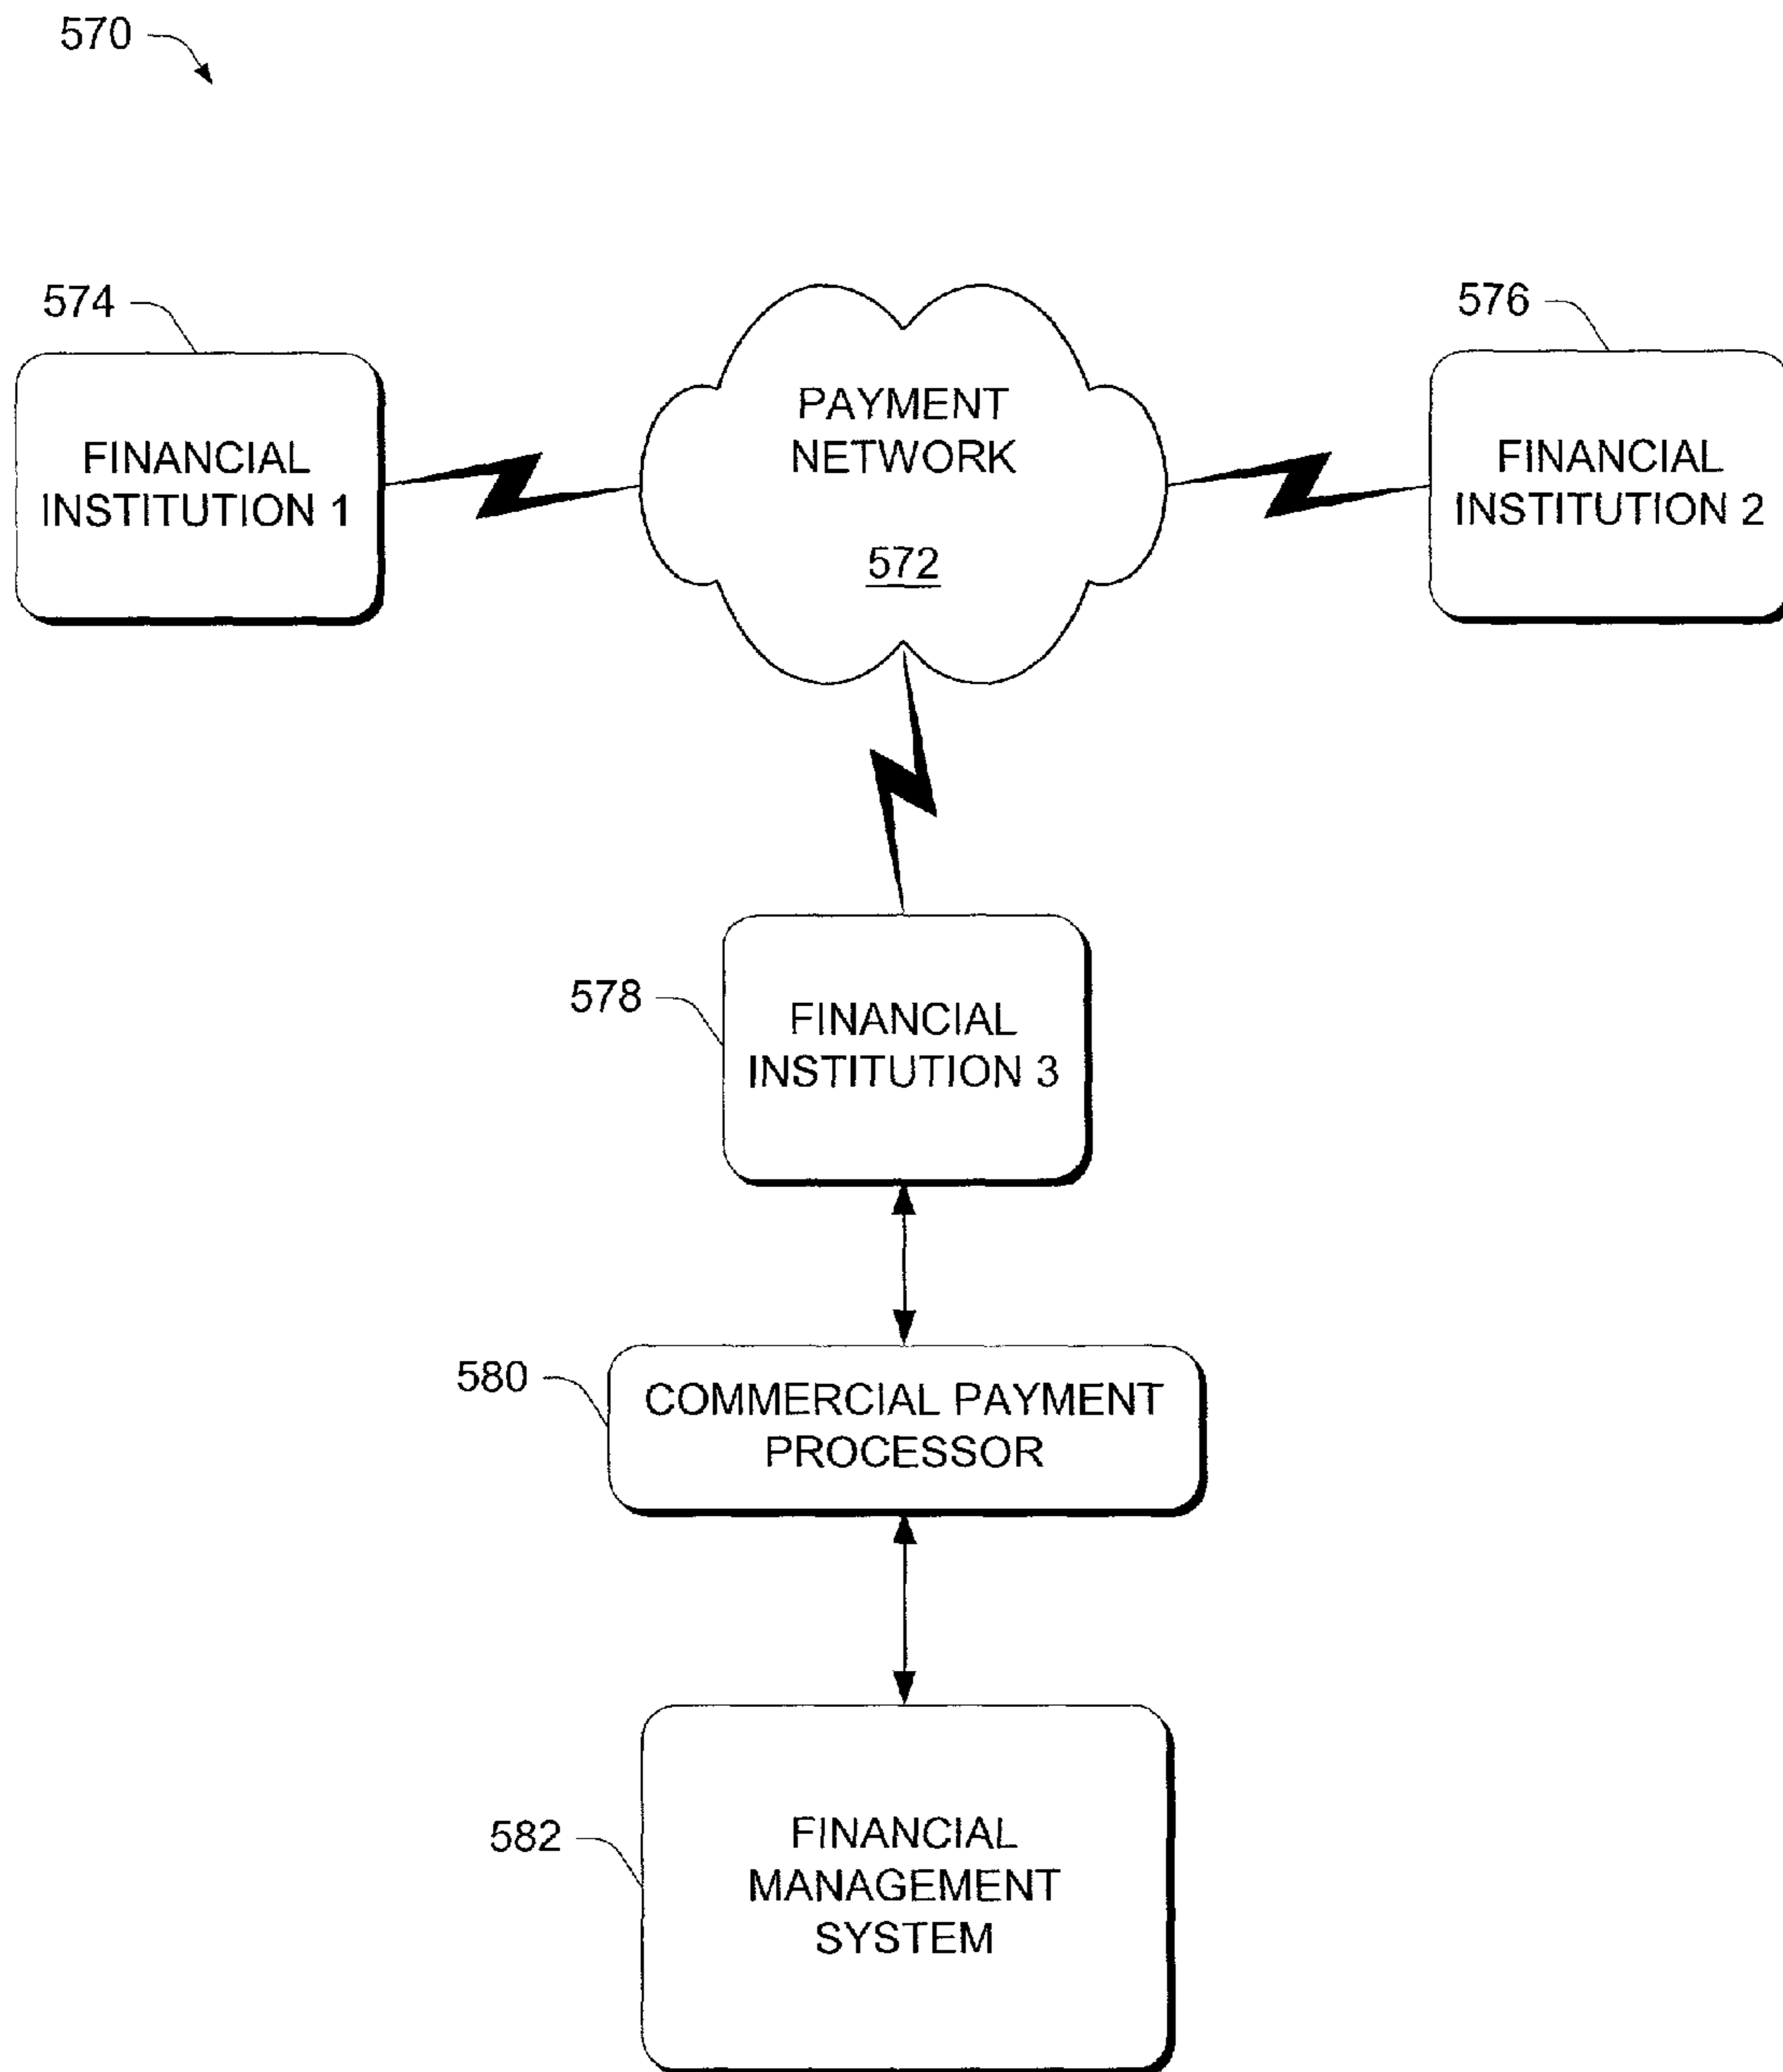 570
574
576
PAYMENT
NETWORK
572
FINANCIAL
INSTITUTION 1
FINANCIAL
INSTITUTION 2
578
FINANCIAL
INSTITUTION 3
580
COMMERCIAL PAYMENT
PROCESSOR
582
FINANCIAL
MANAGEMENT
SYSTEM